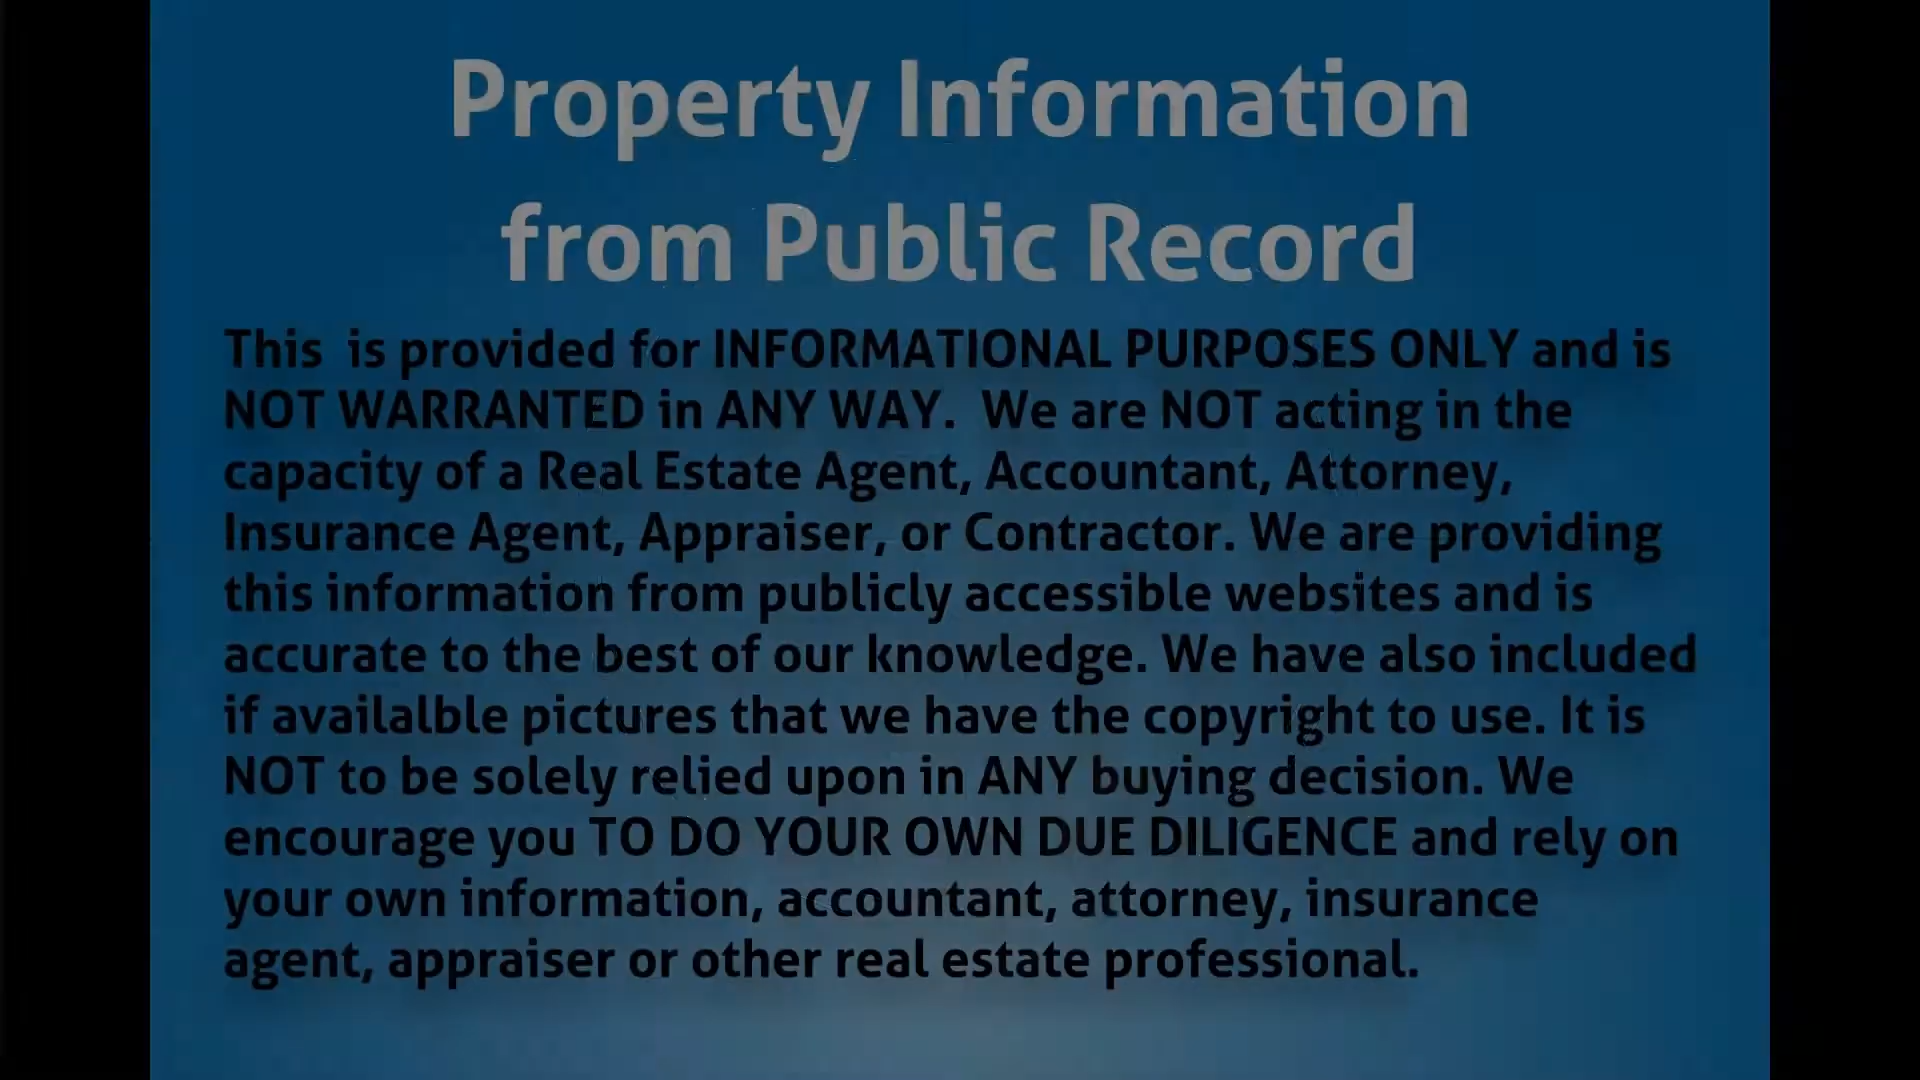 Property Information
from Public Record
This  is provided for INFORMATIONAL PURPOSES ONLY and is
NOT WARRANTED in ANY WAY.  We are NOT acting in the
capacity of a Real Estate Agent, Accountant, Attorney,
Insurance Agent, Appraiser, or Contractor. We are providing
this information from publicly accessible websites and is
accurate to the best of our knowledge. We have also included
if availalble pictures that we have the copyright to use. It is
NOT to be solely relied upon in ANY buying decision. We
encourage you TO DO YOUR OWN DUE DILIGENCE and rely on
your own information, accountant, attorney, insurance
agent, appraiser or other real estate professional.